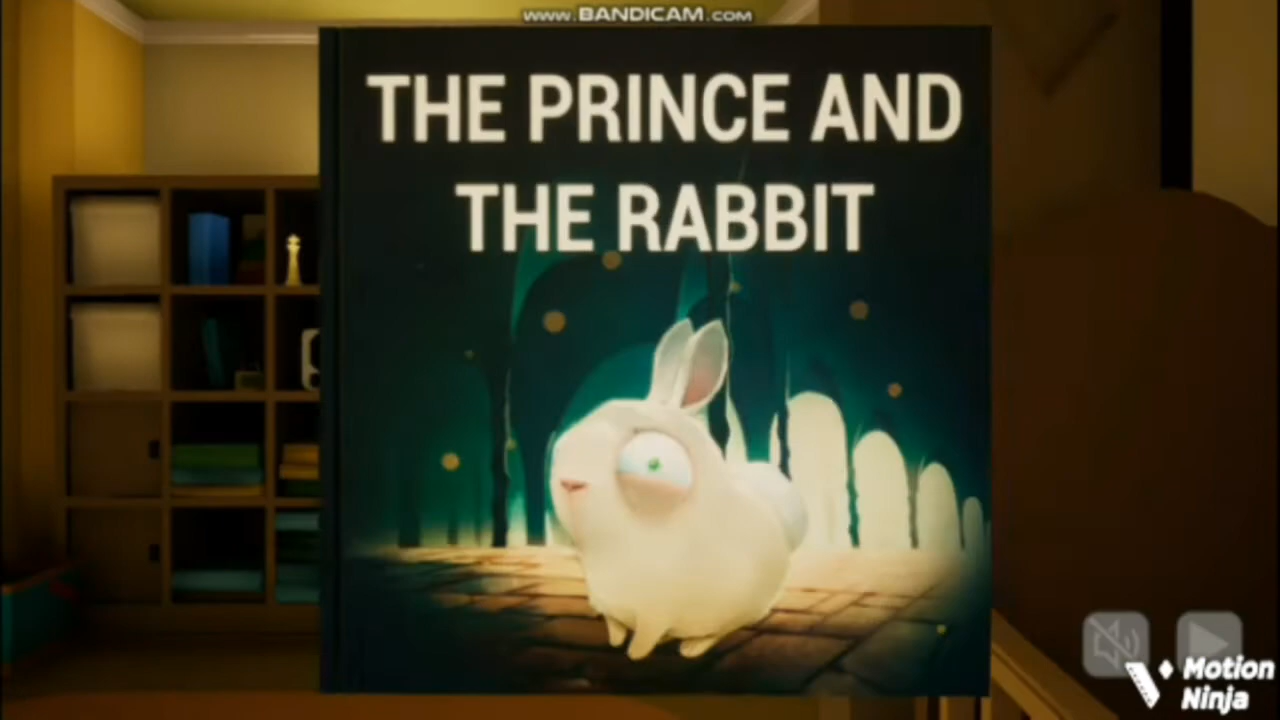 www.BANDICAM.com
THE PRINCE AND
THE RABBIT
Motion
Ninja